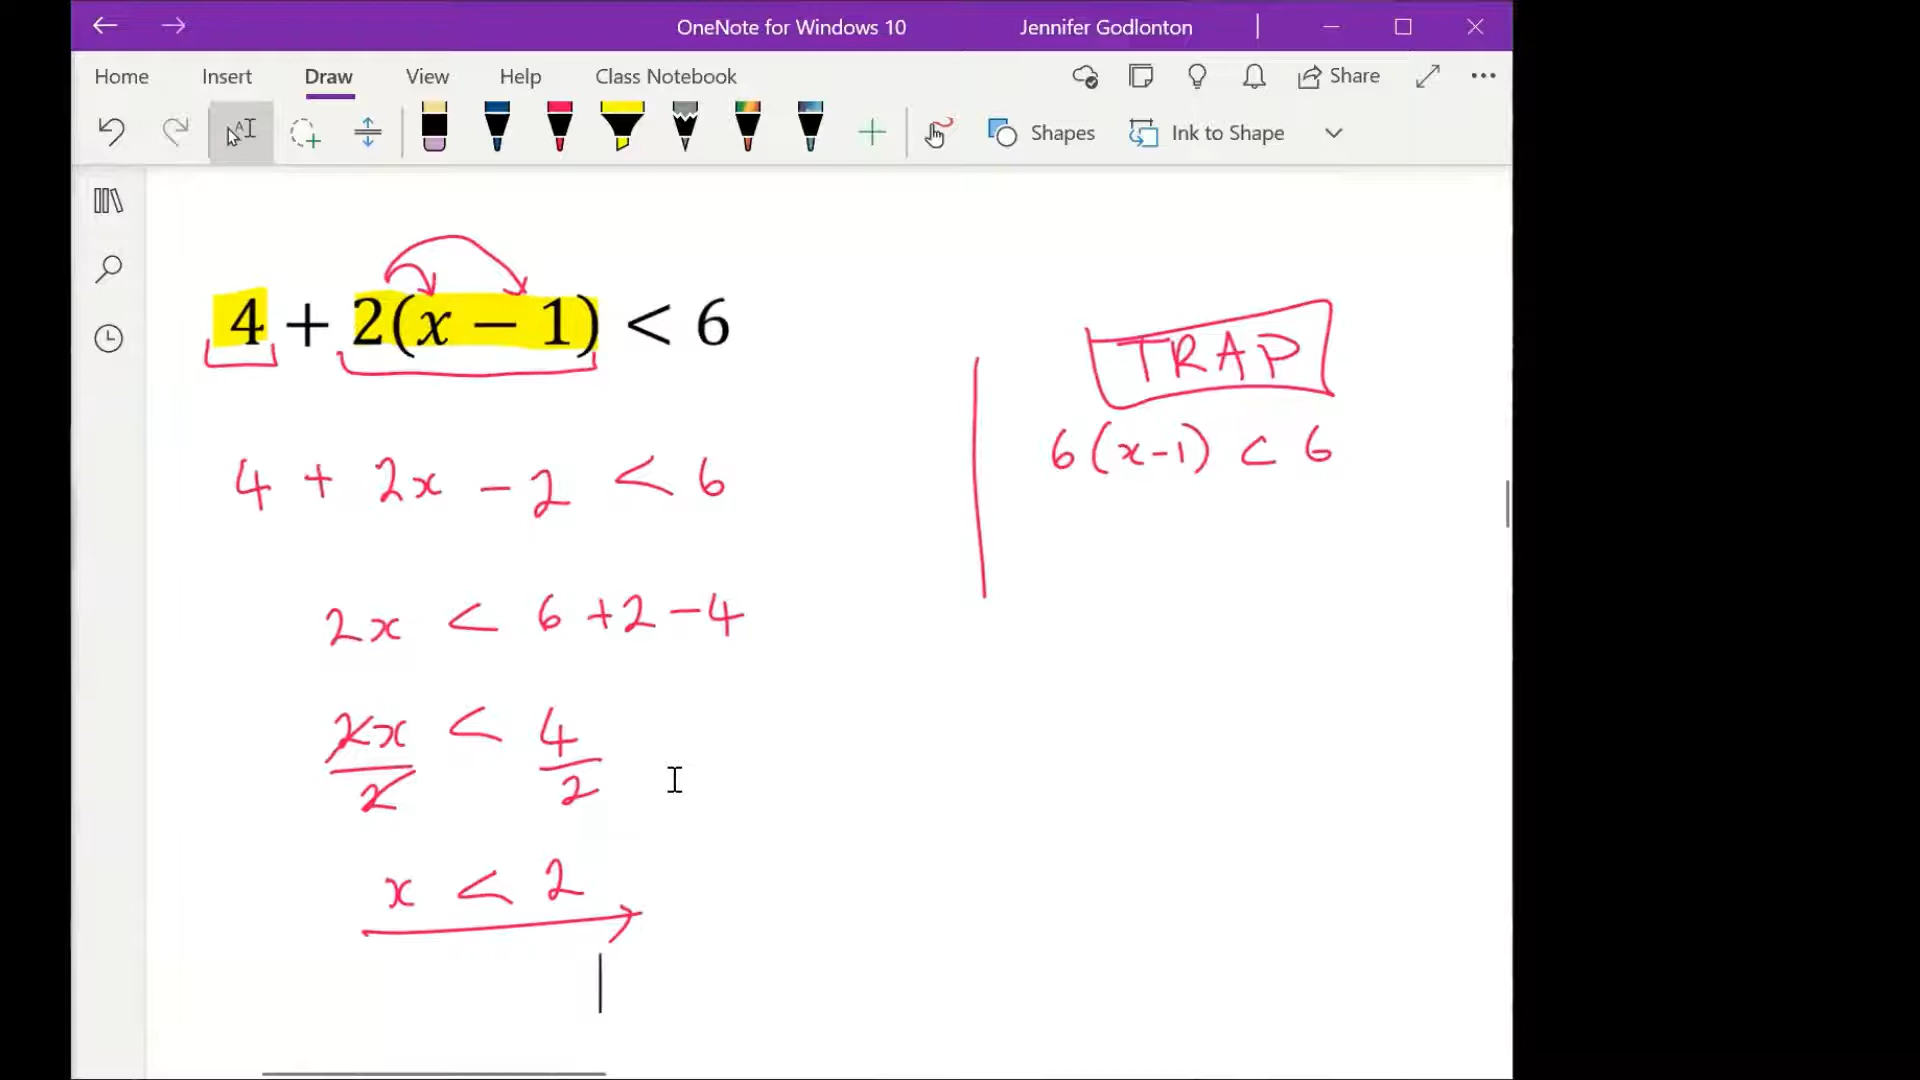 OneNote for Windows 10
Jennifer Godlonton
Home Insert Draw View Help Class Notebook Share
Shapes Ink to Shape
4 + 2(x − 1) < 6
4 + 2x - 2 < 6
2x < 6 + 2 - 4
2x/2 < 4/2
x < 2
TRAP
6(x-1) < 6